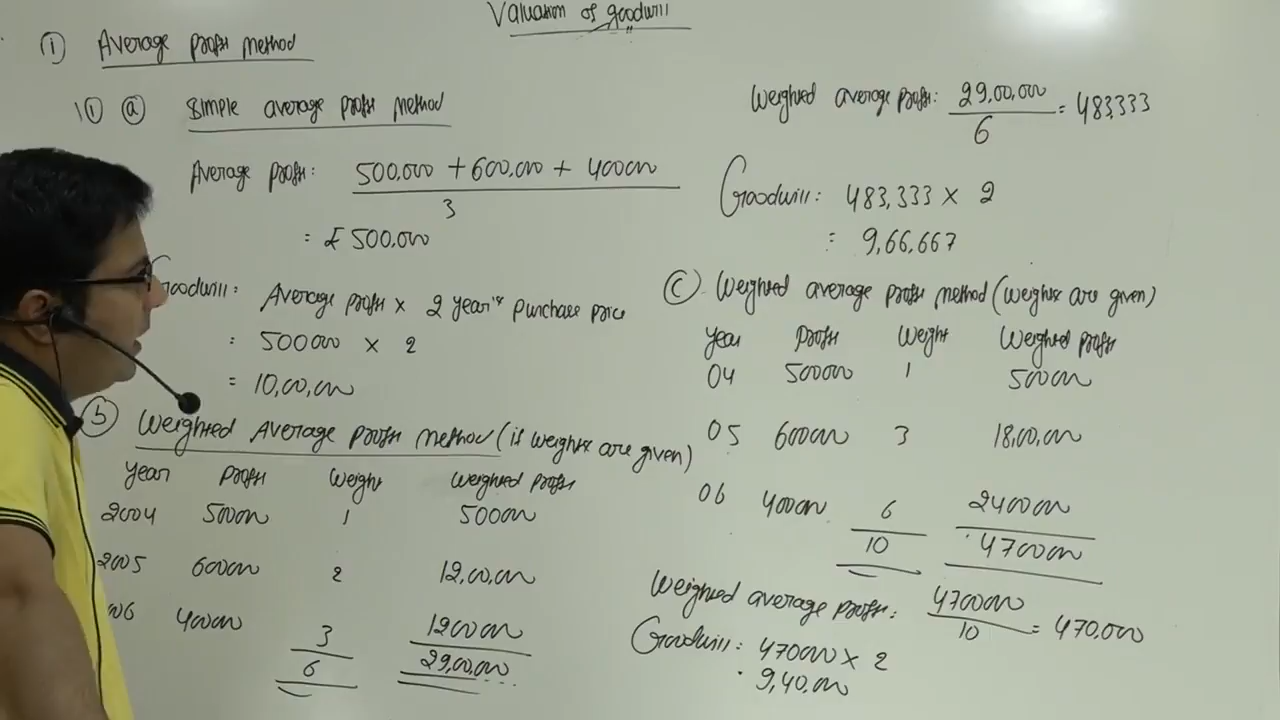 Valuation of goodwill
① Average profit method
1① ⓐ Simple average profit method
Average profit: 500,000 + 600,000 + 400000
3
= £ 500,000
Goodwill: Average profit × 2 year's purchase price
: 500000 × 2
= 10,00,000
ⓑ Weighted Average profit method (if weights are given)
Year Profit Weight Weighted profit
2004 500000 1 500000
2005 600000 2 12,00,000
006 400000 3 1200000
6 29,00,000
Weighted average profit: 29,00,000 = 483,333
6
Goodwill: 483,333 × 2
: 9,66,667
ⓒ Weighted average profit method (weights are given)
Year Profit Weight Weighted profit
04 500000 1 500000
05 600000 3 18,00,000
06 400000 6 2400000
10 4700000
Weighted average profit: 4700000 = 470,000
10
Goodwill: 470000 × 2
: 9,40,000